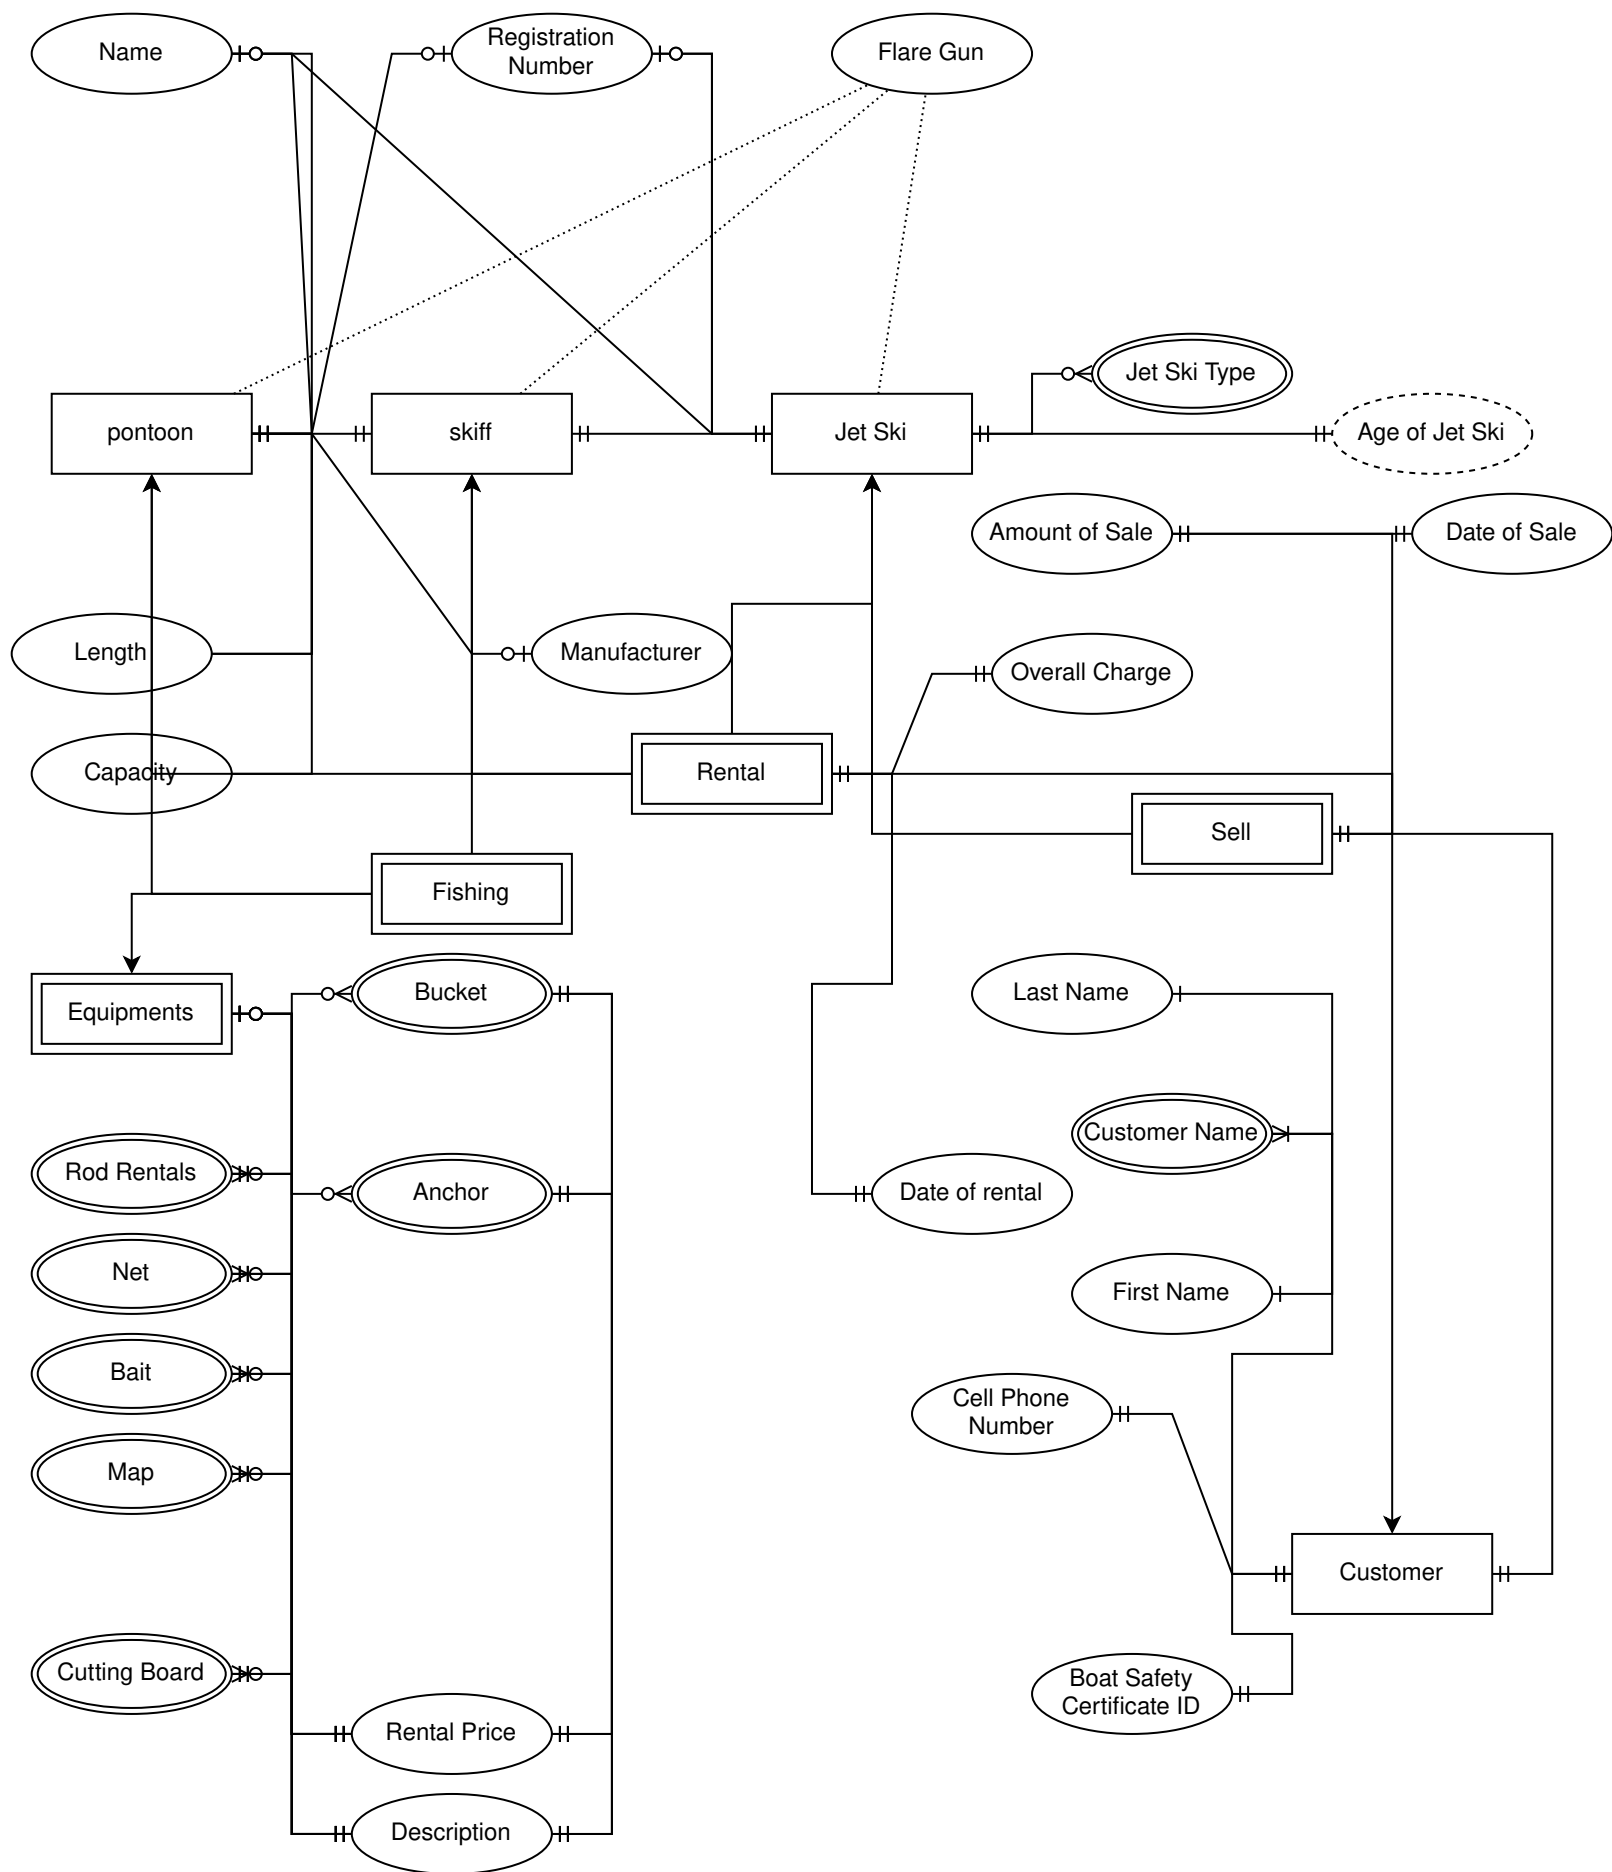 Name
Registration
Number
Flare Gun
Jet Ski Type
pontoon
skiff
Jet Ski
Age of Jet Ski
Amount of Sale
Date of Sale
Length
Manufacturer
Overall Charge
Capacity
Rental
Sell
Fishing
Equipments
Bucket
Last Name
Customer Name
Rod Rentals
Anchor
Date of rental
Net
First Name
Bait
Cell Phone
Number
Map
Customer
Cutting Board
Boat Safety
Certificate ID
Rental Price
Description